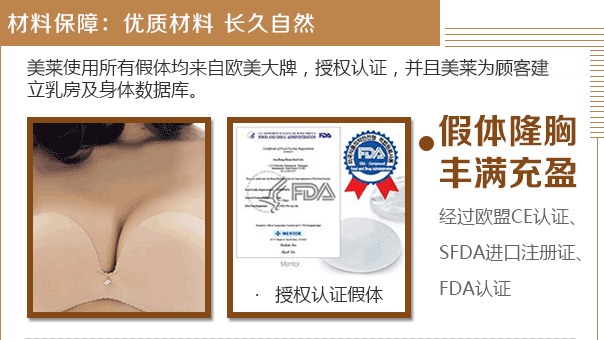 材料保障：优质材料 长久自然
美莱使用所有假体均来自欧美大牌，授权认证，并且美莱为顾客建
立乳房及身体数据库。
FDA
FDA
MENTOR
Mentor
· 授权认证假体
假体隆胸
丰满充盈
经过欧盟CE认证、
SFDA进口注册证、
FDA认证